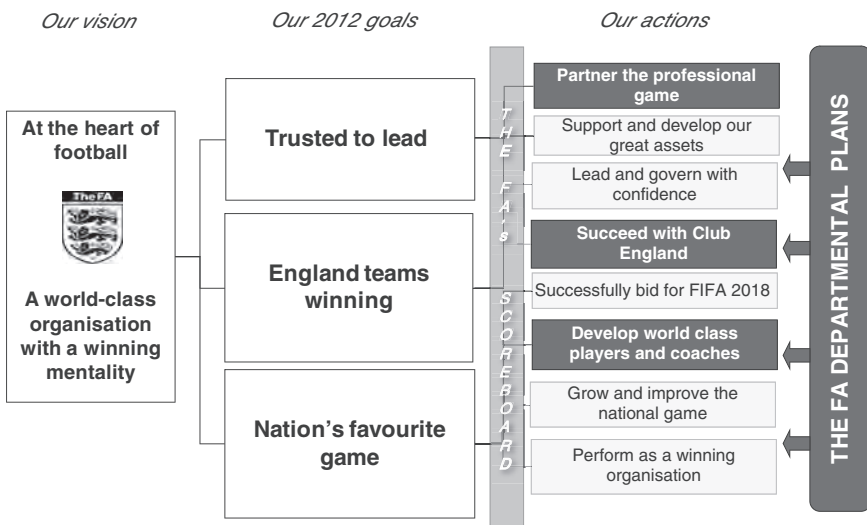 Our vision
Our 2012 goals
Our actions
At the heart of
football
TheFA
A world-class
organisation
with a winning
mentality
Trusted to lead
England teams
winning
Nation's favourite
game
THE FA's SCOREBOARD
Partner the professional
game
Support and develop our
great assets
Lead and govern with
confidence
Succeed with Club
England
Successfully bid for FIFA 2018
Develop world class
players and coaches
Grow and improve the
national game
Perform as a winning
organisation
THE FA DEPARTMENTAL PLANS